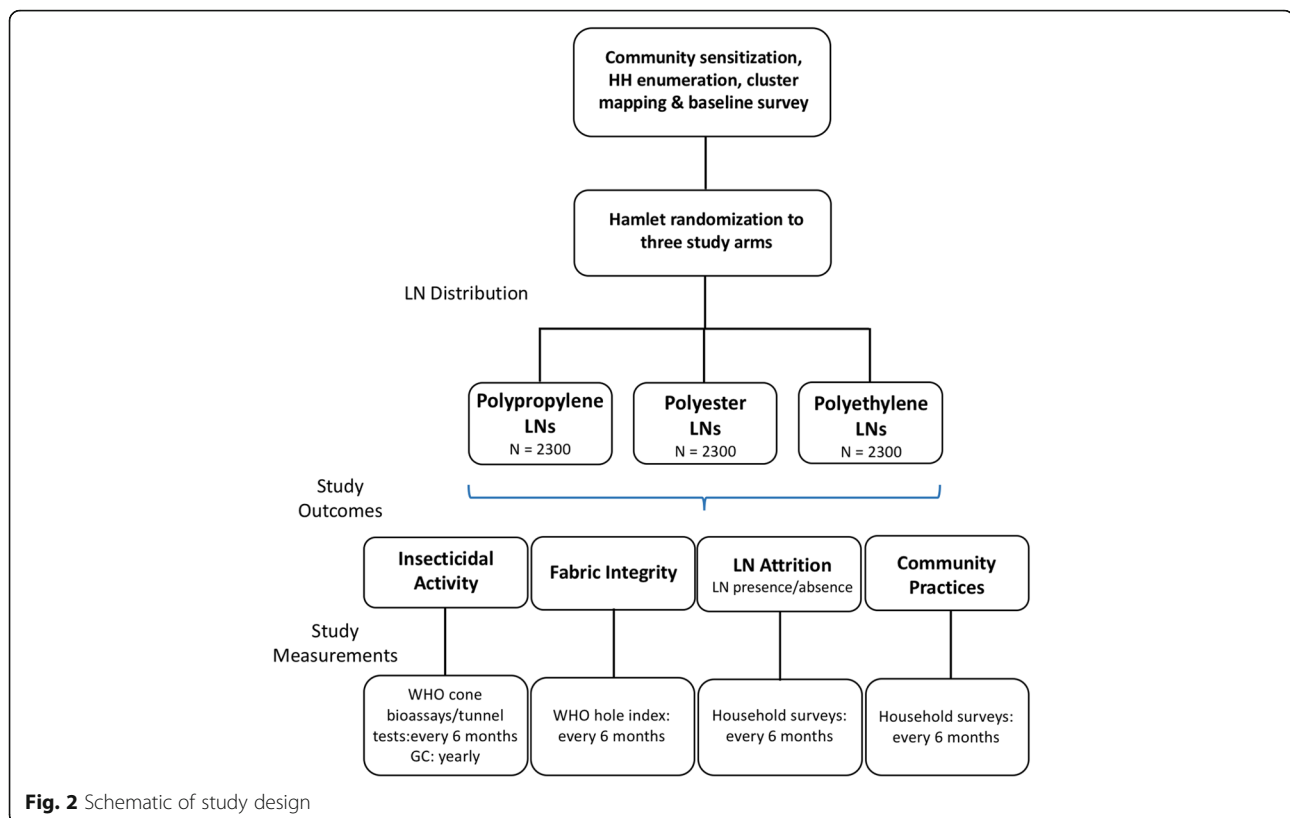 Community sensitization,
HH enumeration, cluster
mapping & baseline survey
Hamlet randomization to
three study arms
LN Distribution
Polypropylene
LNs
N = 2300
Polyester
LNs
N = 2300
Polyethylene
LNs
N = 2300
Study
Outcomes
Insecticidal
Activity
Fabric Integrity
LN Attrition
LN presence/absence
Community
Practices
Study
Measurements
WHO cone
bioassays/tunnel
tests:every 6 months
GC: yearly
WHO hole index:
every 6 months
Household surveys:
every 6 months
Household surveys:
every 6 months
Fig. 2 Schematic of study design